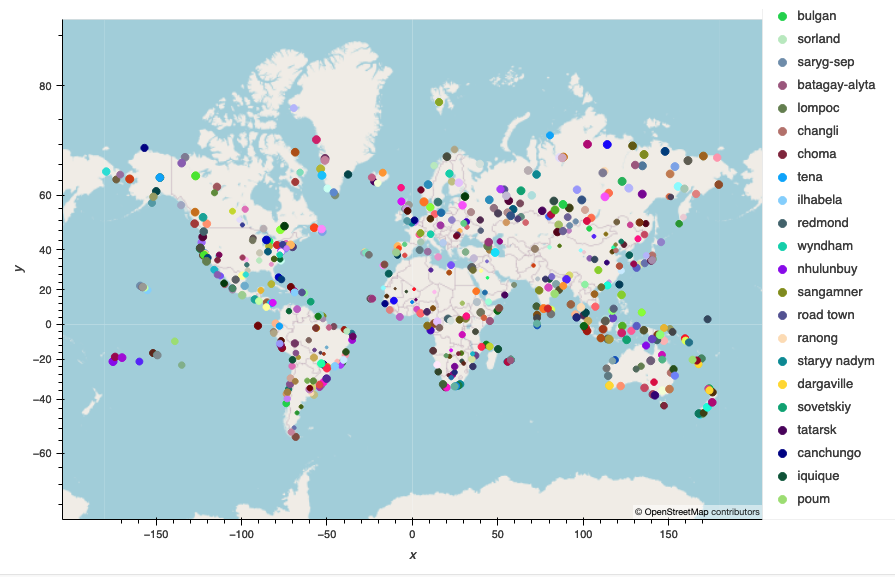 bulgan
sorland
saryg-sep
batagay-alyta
lompoc
changli
choma
tena
ilhabela
redmond
wyndham
nhulunbuy
sangamner
road town
ranong
staryy nadym
dargaville
sovetskiy
tatarsk
canchungo
iquique
poum
80
60
40
20
0
−20
−40
−60
y
© OpenStreetMap contributors
−150 −100 −50 0 50 100 150
x